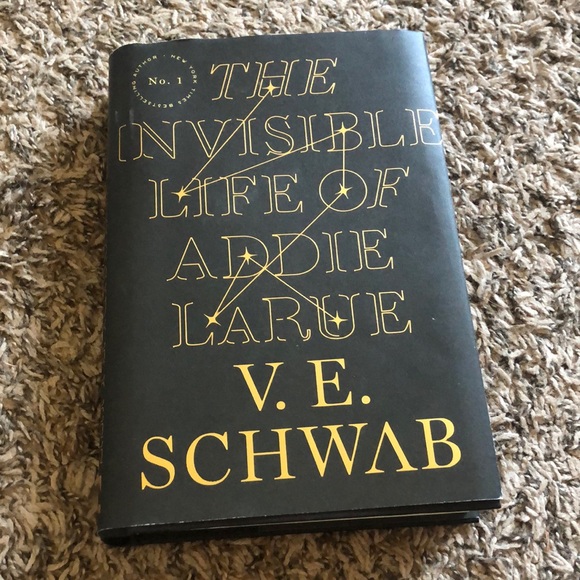 No. 1
NEW YORK TIMES BESTSELLING AUTHOR
THE
INVISIBLE
LIFE OF
ADDIE
LARUE
V. E.
SCHWAB